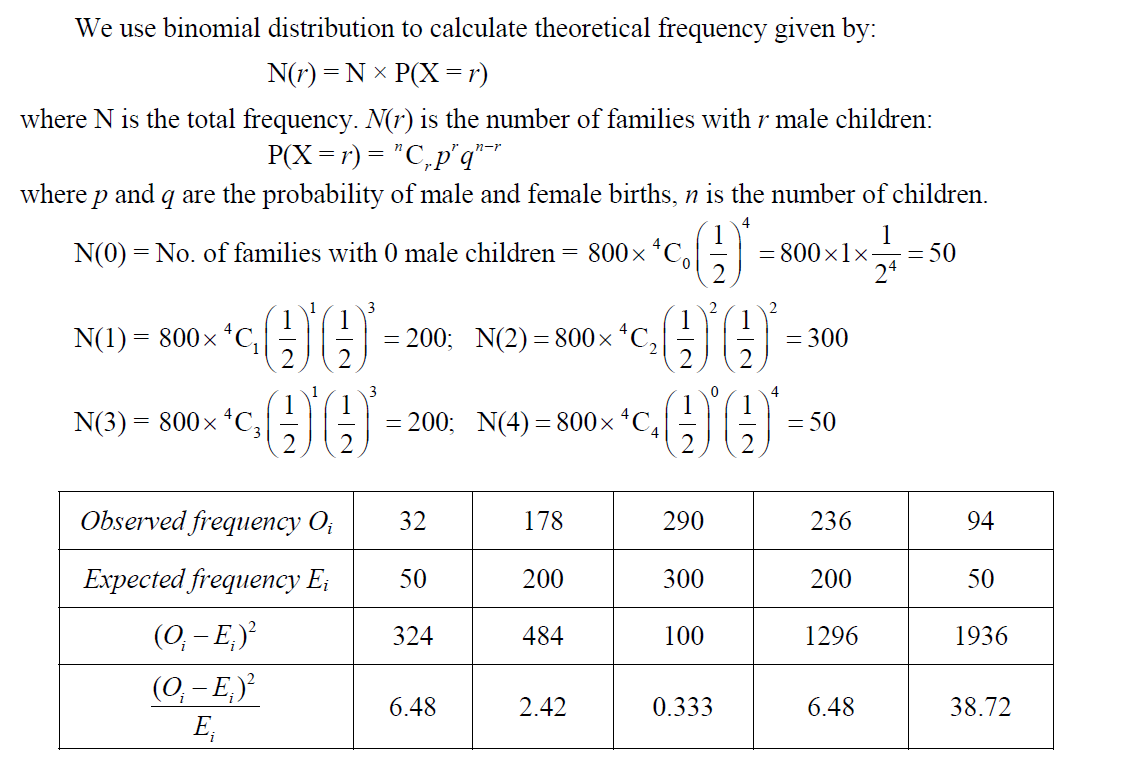 We use binomial distribution to calculate theoretical frequency given by:
N(r) = N × P(X = r)
where N is the total frequency. N(r) is the number of families with r male children:
P(X = r) = ⁿCᵣ pʳ qⁿ⁻ʳ
where p and q are the probability of male and female births, n is the number of children.
N(0) = No. of families with 0 male children = 800 × ⁴C₀ (1/2)⁴ = 800 × 1 × 1/2⁴ = 50
N(1) = 800 × ⁴C₁ (1/2)¹ (1/2)³ = 200; N(2) = 800 × ⁴C₂ (1/2)² (1/2)² = 300
N(3) = 800 × ⁴C₃ (1/2)¹ (1/2)³ = 200; N(4) = 800 × ⁴C₄ (1/2)⁰ (1/2)⁴ = 50
Observed frequency Oᵢ 32 178 290 236 94
Expected frequency Eᵢ 50 200 300 200 50
(Oᵢ – Eᵢ)² 324 484 100 1296 1936
(Oᵢ – Eᵢ)²/Eᵢ 6.48 2.42 0.333 6.48 38.72